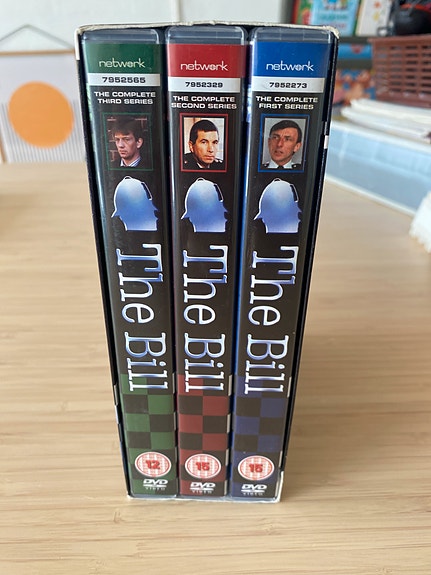 network
7952565
THE COMPLETE
THIRD SERIES
The Bill
12
DVD
VIDEO
network
7952329
THE COMPLETE
SECOND SERIES
The Bill
15
DVD
VIDEO
network
7952273
THE COMPLETE
FIRST SERIES
The Bill
15
DVD
VIDEO